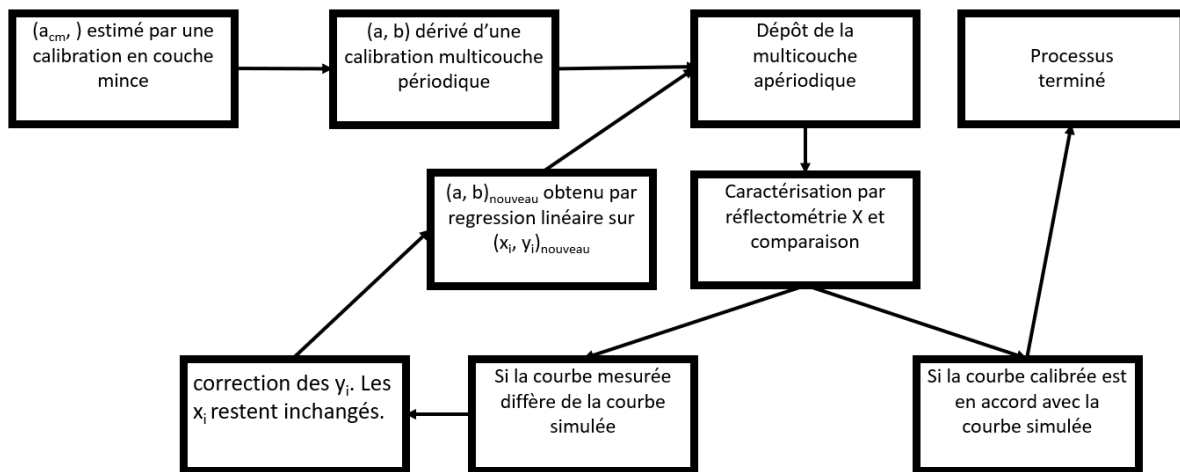 (acm, ) estimé par une
calibration en couche
mince
(a, b) dérivé d'une
calibration multicouche
périodique
Dépôt de la
multicouche
apériodique
Processus
terminé
(a, b)nouveau obtenu par
regression linéaire sur
(xi, yi)nouveau
Caractérisation par
réflectométrie X et
comparaison
correction des yi. Les
xi restent inchangés.
Si la courbe mesurée
diffère de la courbe
simulée
Si la courbe calibrée est
en accord avec la
courbe simulée